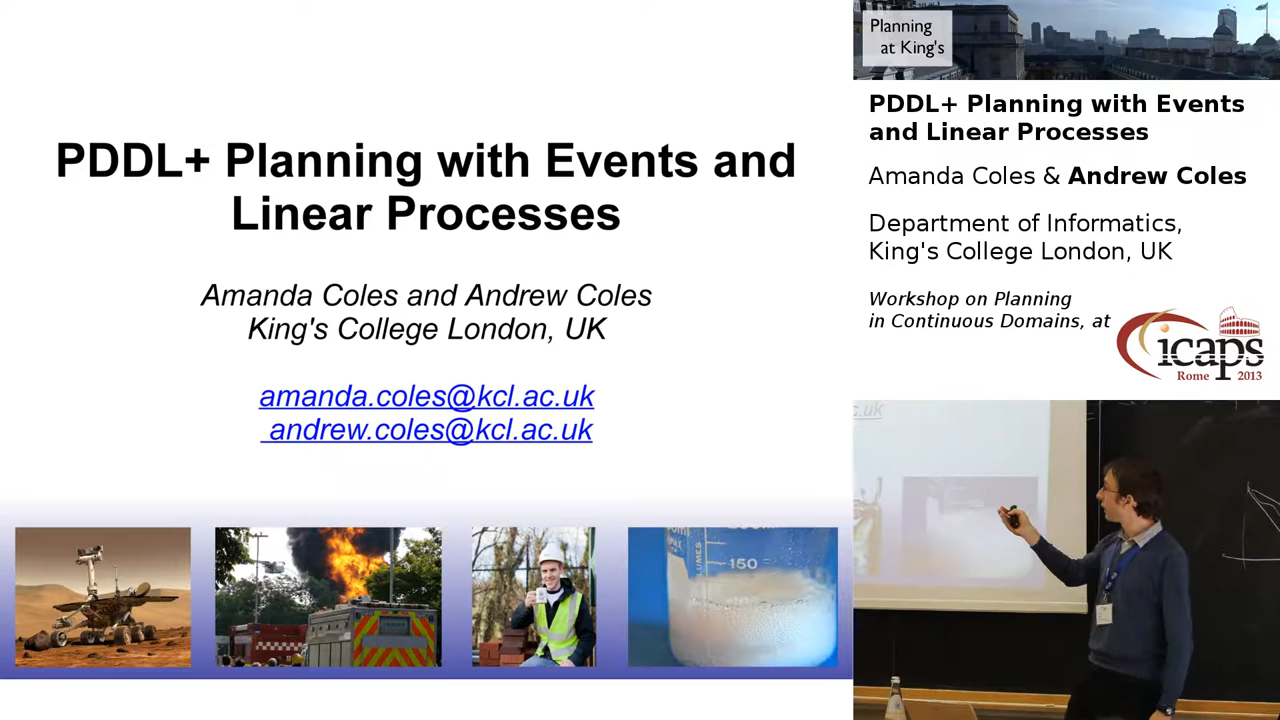 PDDL+ Planning with Events and
Linear Processes
Amanda Coles and Andrew Coles
King's College London, UK
amanda.coles@kcl.ac.uk
andrew.coles@kcl.ac.uk
150
Planning
at King's
PDDL+ Planning with Events
and Linear Processes
Amanda Coles & Andrew Coles
Department of Informatics,
King's College London, UK
Workshop on Planning
in Continuous Domains, at
icaps
Rome 2013
c.uk